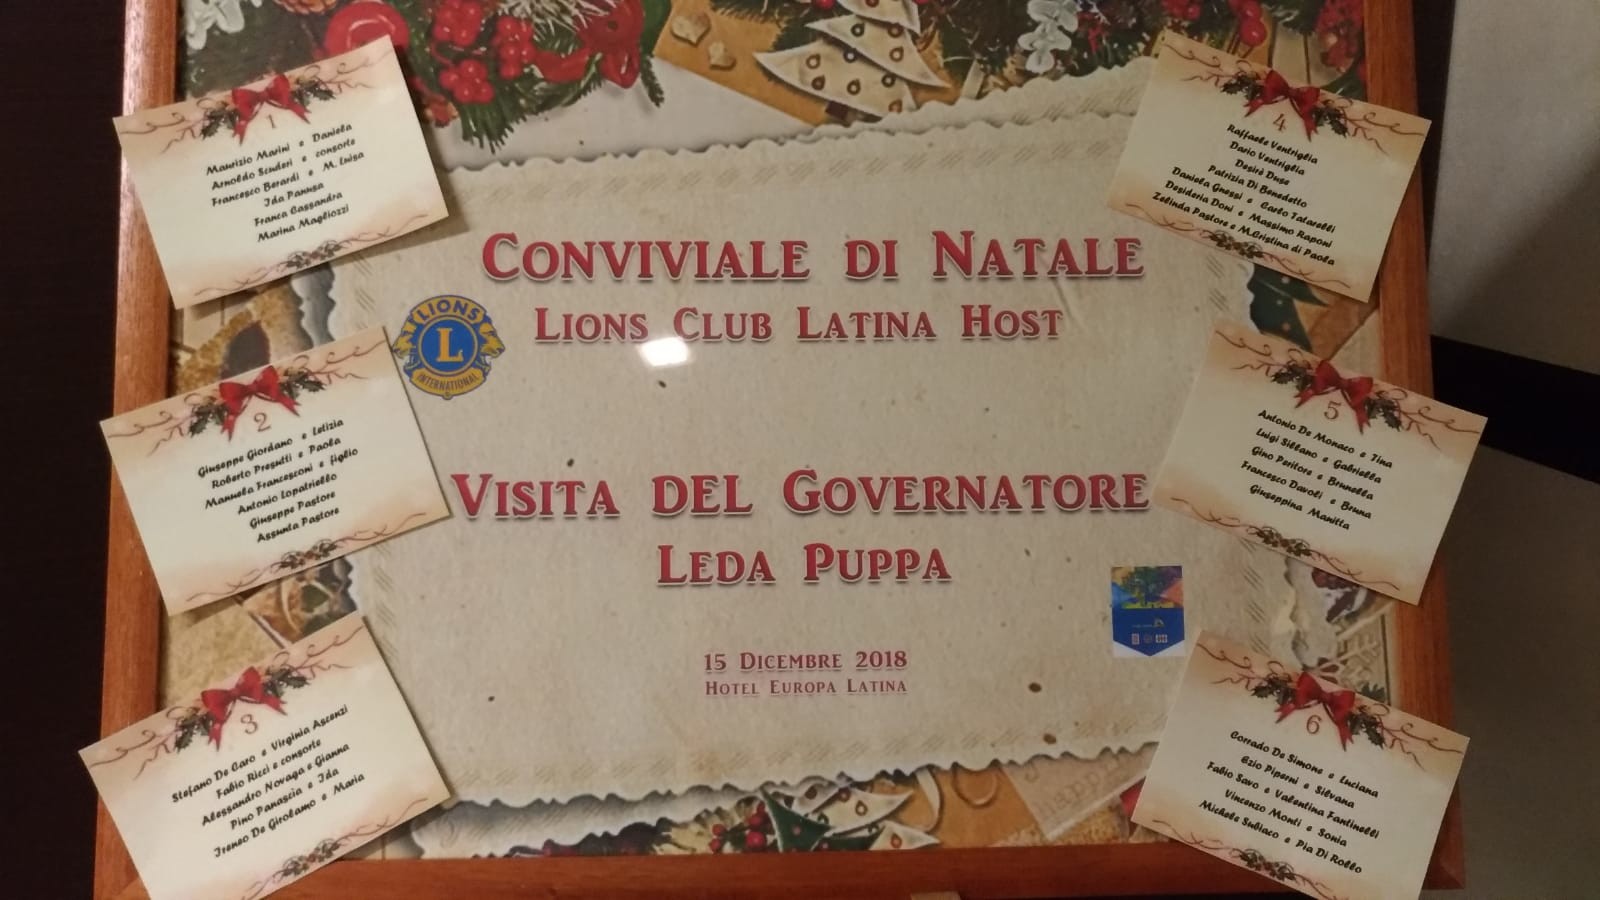 1
Maurizio Marini e Daniela
Arnoldo Scuderi e consorte
Francesco Berardi e M. Luisa
Ida Panusa
Franca Cassandra
Marina Magliozzi
2
Giuseppe Giordano e Letizia
Roberto Presutti e Paola
Manuela Francesconi e figlio
Antonio Lopatriello
Giuseppe Pastore
Assunta Pastore
3
Stefano De Caro e Virginia Ascenzi
Fabio Ricci e consorte
Alessandro Novaga e Gianna
Pino Panascia e Ida
Ireneo De Girolamo e Maria
Conviviale di Natale
Lions Club Latina Host
LIONS
L
INTERNATIONAL
Visita del Governatore
Leda Puppa
15 Dicembre 2018
Hotel Europa Latina
4
Raffaele Ventriglia
Dario Ventriglia
Desirè Duse
Patrizia Di Benedetto
Daniela Gnessi e Carlo Tatarelli
Desideria Doni e Massimo Raponi
Zelinda Pastore e M.Cristina di Paola
5
Antonio De Monaco e Tina
Luigi Sillano e Gabriella
Gino Peritore e Brunella
Francesco Davoli e Bruna
Giuseppina Manitta
6
Corrado De Simone e Luciana
Ezio Piperni e Silvana
Fabio Savo e Valentina Fantinelli
Vincenzo Monti e Sonia
Michele Subiaco e Pia Di Rollo